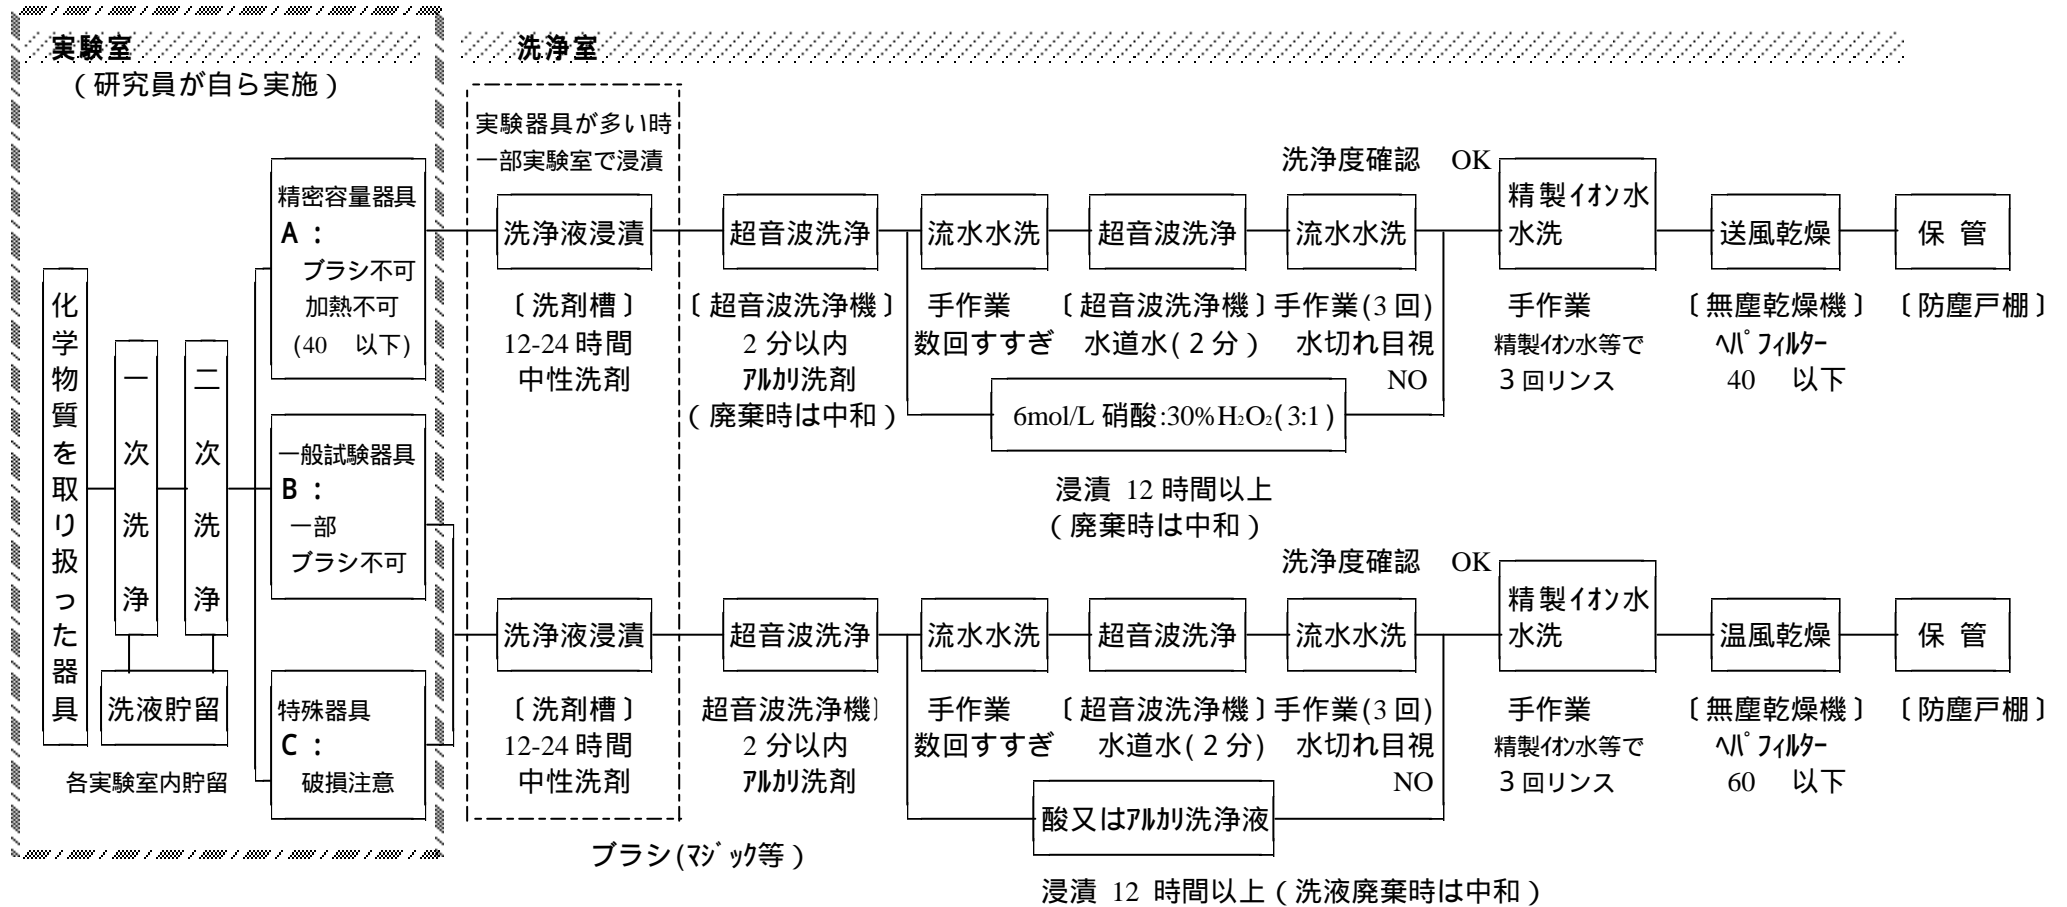 実験室
(研究員が自ら実施)
化学物質を取り扱った器具
一次洗浄
二次洗浄
洗液貯留
各実験室内貯留
精密容量器具
A:
ブラシ不可
加熱不可
(40 以下)
一般試験器具
B:
一部
ブラシ不可
特殊器具
C:
破損注意
洗浄室
実験器具が多い時
一部実験室で浸漬
洗浄液浸漬
〔洗剤槽〕
12-24時間
中性洗剤
超音波洗浄
〔超音波洗浄機〕
2分以内
アルカリ洗剤
(廃棄時は中和)
流水水洗
手作業
数回すすぎ
超音波洗浄
〔超音波洗浄機〕
水道水(2分)
洗浄度確認 OK
流水水洗
手作業(3回)
水切れ目視
NO
6mol/L 硝酸:30%H₂O₂(3:1)
浸漬 12時間以上
(廃棄時は中和)
精製イオン水
水洗
手作業
精製イオン水等で
3回リンス
送風乾燥
〔無塵乾燥機〕
ヘパフィルター
40 以下
保 管
〔防塵戸棚〕
洗浄液浸漬
〔洗剤槽〕
12-24時間
中性洗剤
ブラシ(マジック等)
超音波洗浄
超音波洗浄機〕
2分以内
アルカリ洗剤
流水水洗
手作業
数回すすぎ
超音波洗浄
〔超音波洗浄機〕
水道水(2分)
洗浄度確認 OK
流水水洗
手作業(3回)
水切れ目視
NO
酸又はアルカリ洗浄液
浸漬 12 時間以上(洗液廃棄時は中和)
精製イオン水
水洗
手作業
精製イオン水等で
3回リンス
温風乾燥
〔無塵乾燥機〕
ヘパフィルター
60 以下
保 管
〔防塵戸棚〕